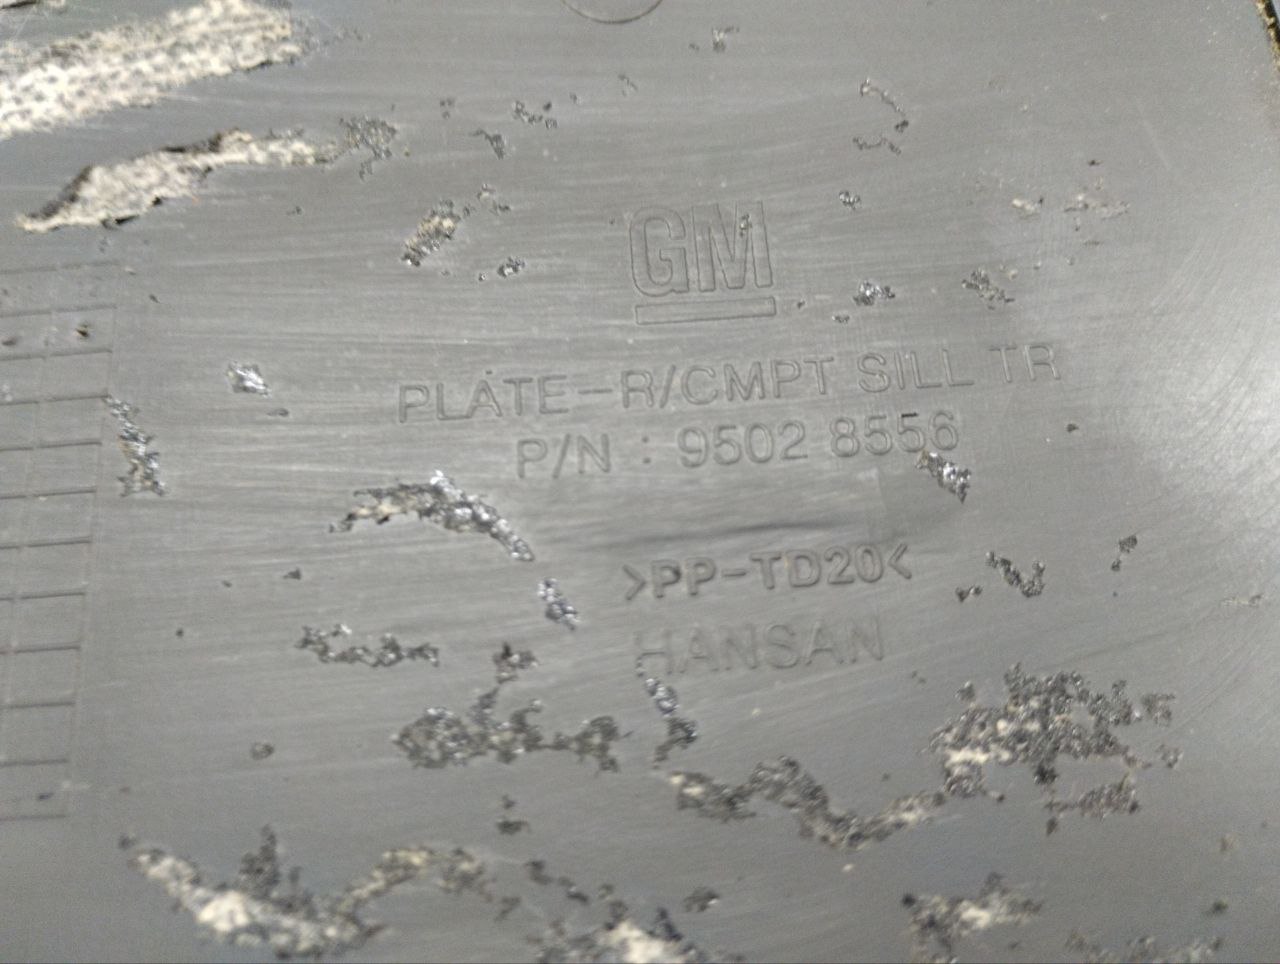 GM
PLATE-R/CMPT SILL TR
P/N : 9502 8556
>PP-TD20<
HANSAN